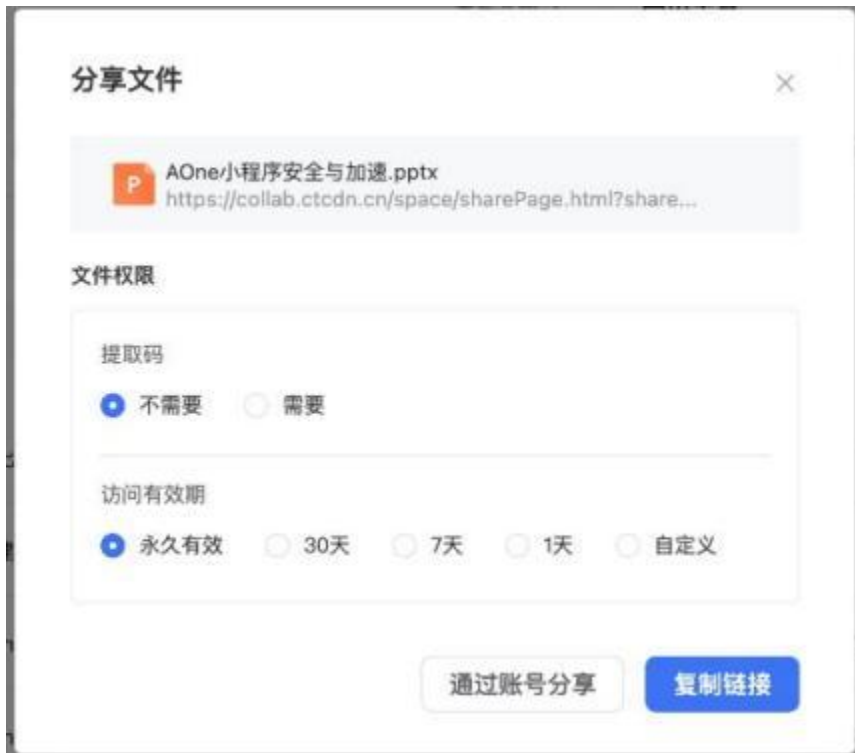 分享文件
P
AOne小程序安全与加速.pptx
https://collab.ctcdn.cn/space/sharePage.html?share...
文件权限
提取码
不需要 需要
访问有效期
永久有效 30天 7天 1天 自定义
通过账号分享 复制链接